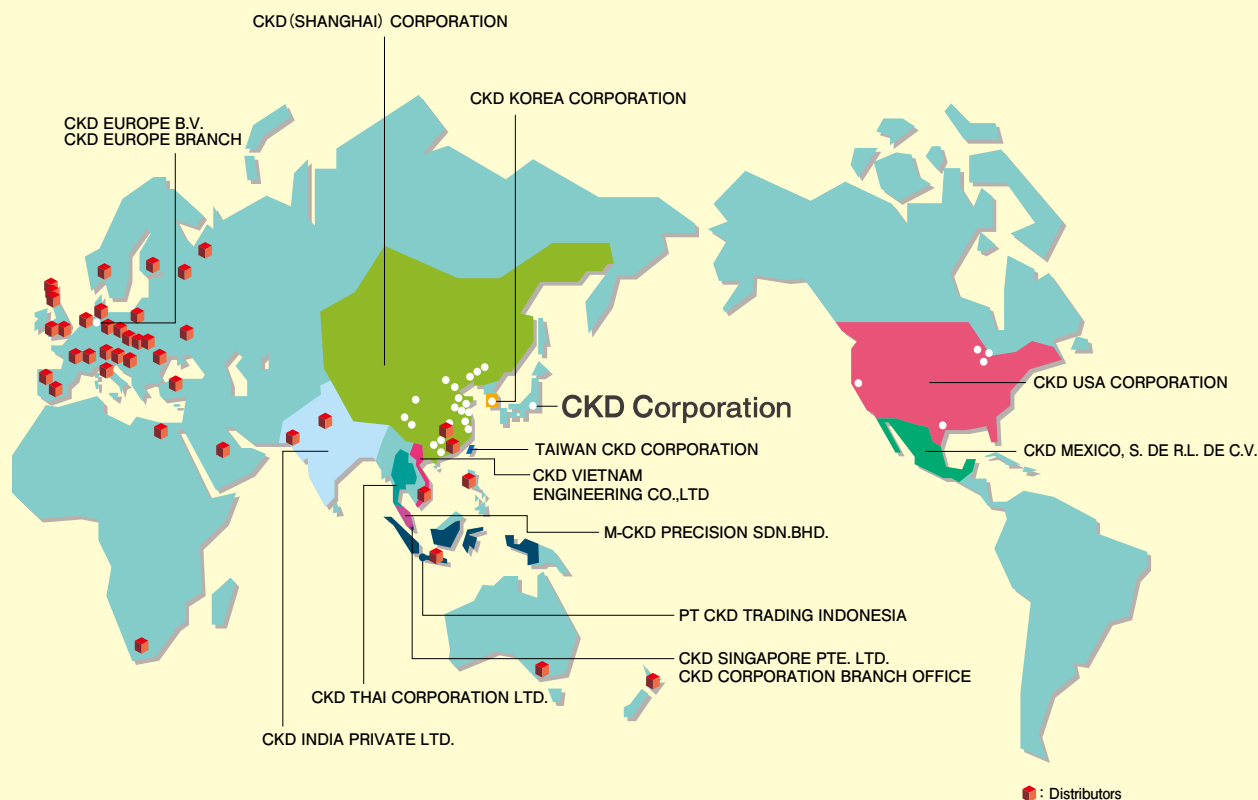 CKD(SHANGHAI) CORPORATION
CKD KOREA CORPORATION
CKD EUROPE B.V.
CKD EUROPE BRANCH
CKD USA CORPORATION
CKD Corporation
TAIWAN CKD CORPORATION
CKD MEXICO, S. DE R.L. DE C.V.
CKD VIETNAM
ENGINEERING CO.,LTD
M-CKD PRECISION SDN.BHD.
PT CKD TRADING INDONESIA
CKD SINGAPORE PTE. LTD.
CKD CORPORATION BRANCH OFFICE
CKD THAI CORPORATION LTD.
CKD INDIA PRIVATE LTD.
: Distributors